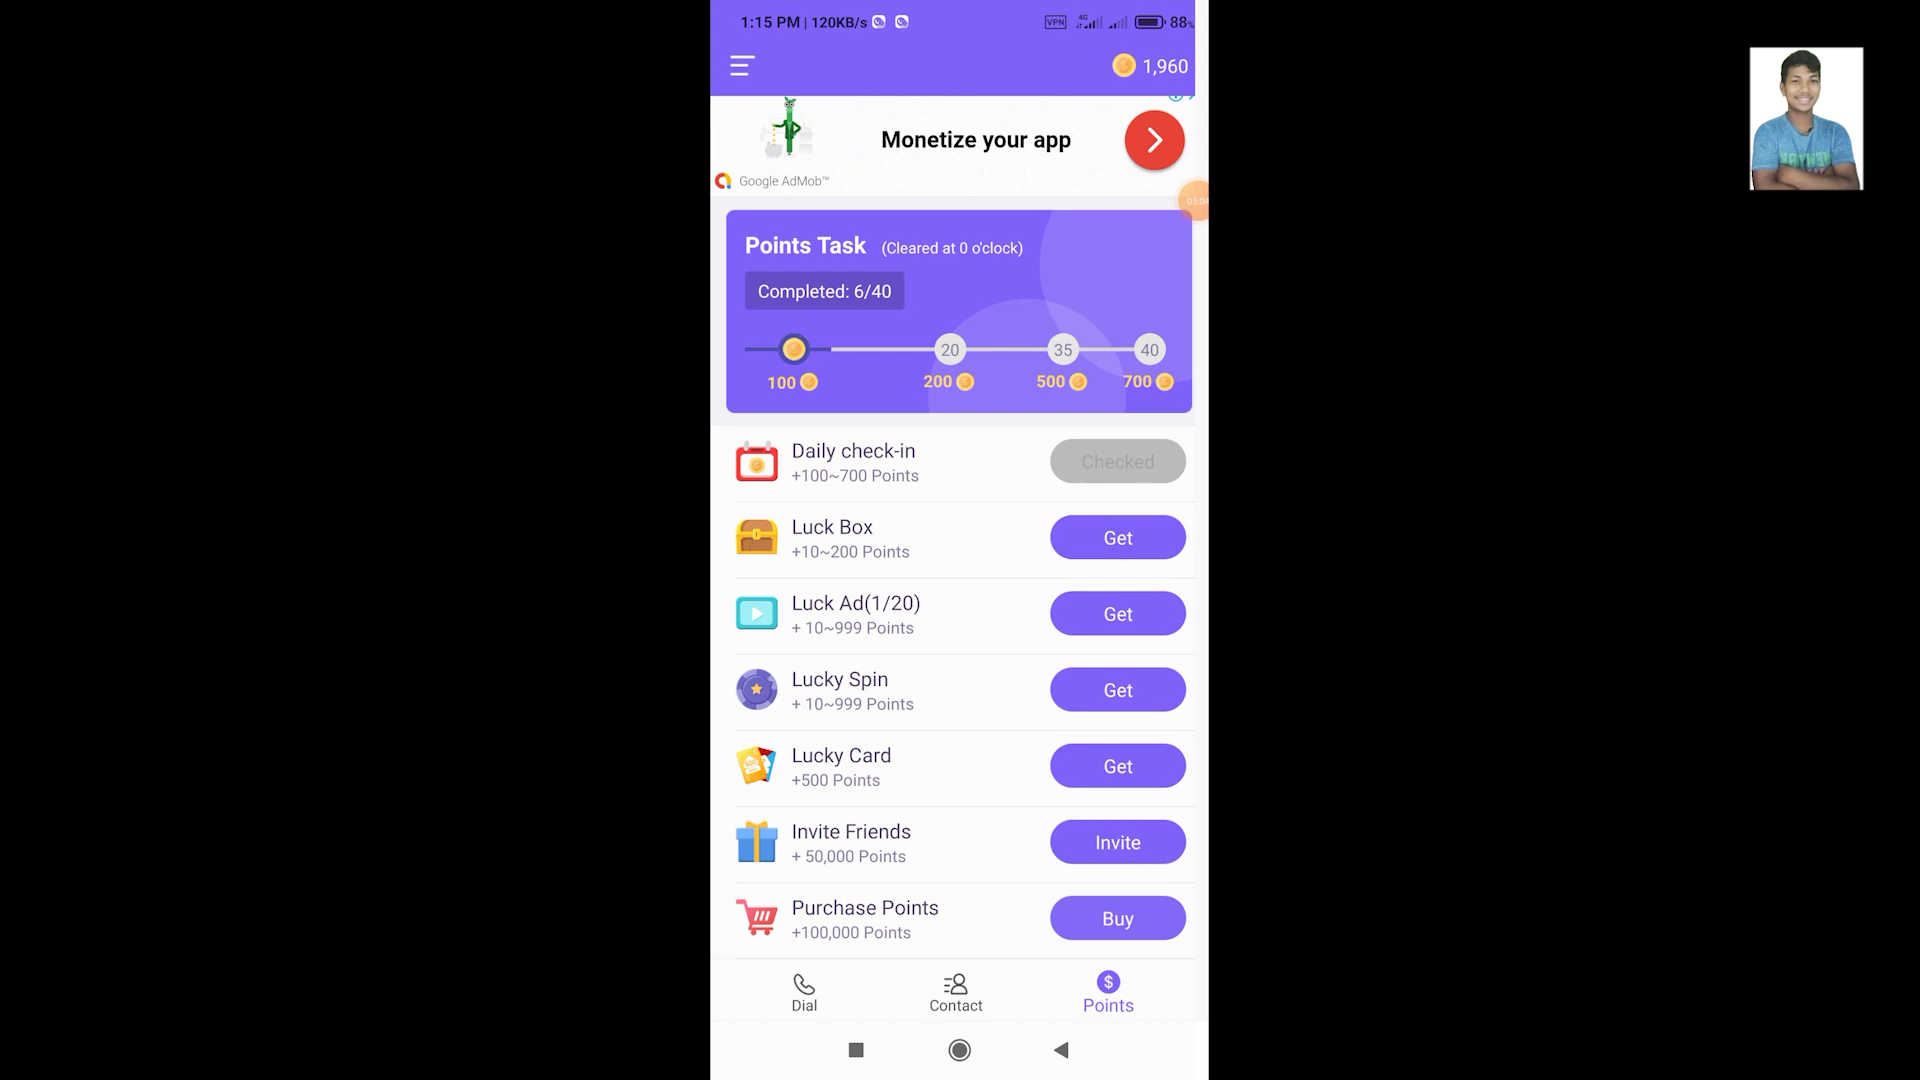 1:15 PM | 120KB/s
VPN 4G 88
1,960
Monetize your app
Google AdMob™
05:04
Points Task (Cleared at 0 o'clock)
Completed: 6/40
20 35 40
100 200 500 700
Daily check-in
+100~700 Points
Checked
Luck Box
+10~200 Points
Get
Luck Ad(1/20)
+ 10~999 Points
Get
Lucky Spin
+ 10~999 Points
Get
Lucky Card
+500 Points
Get
Invite Friends
+ 50,000 Points
Invite
Purchase Points
+100,000 Points
Buy
Dial
Contact
Points